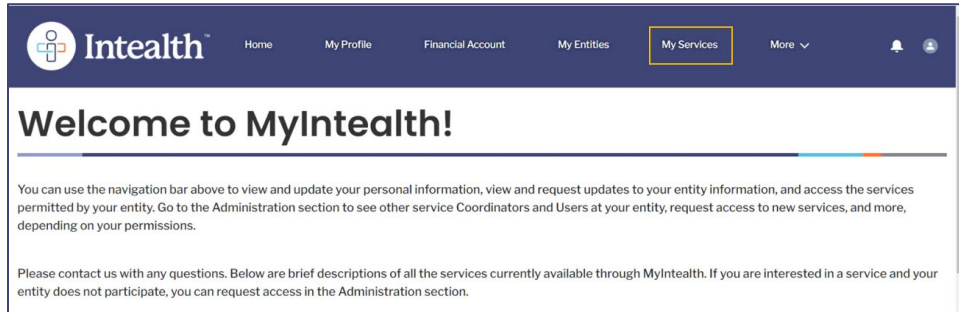 Intealth™ Home My Profile Financial Account My Entities My Services More
Welcome to MyIntealth!
You can use the navigation bar above to view and update your personal information, view and request updates to your entity information, and access the services
permitted by your entity. Go to the Administration section to see other service Coordinators and Users at your entity, request access to new services, and more,
depending on your permissions.
Please contact us with any questions. Below are brief descriptions of all the services currently available through MyIntealth. If you are interested in a service and your
entity does not participate, you can request access in the Administration section.